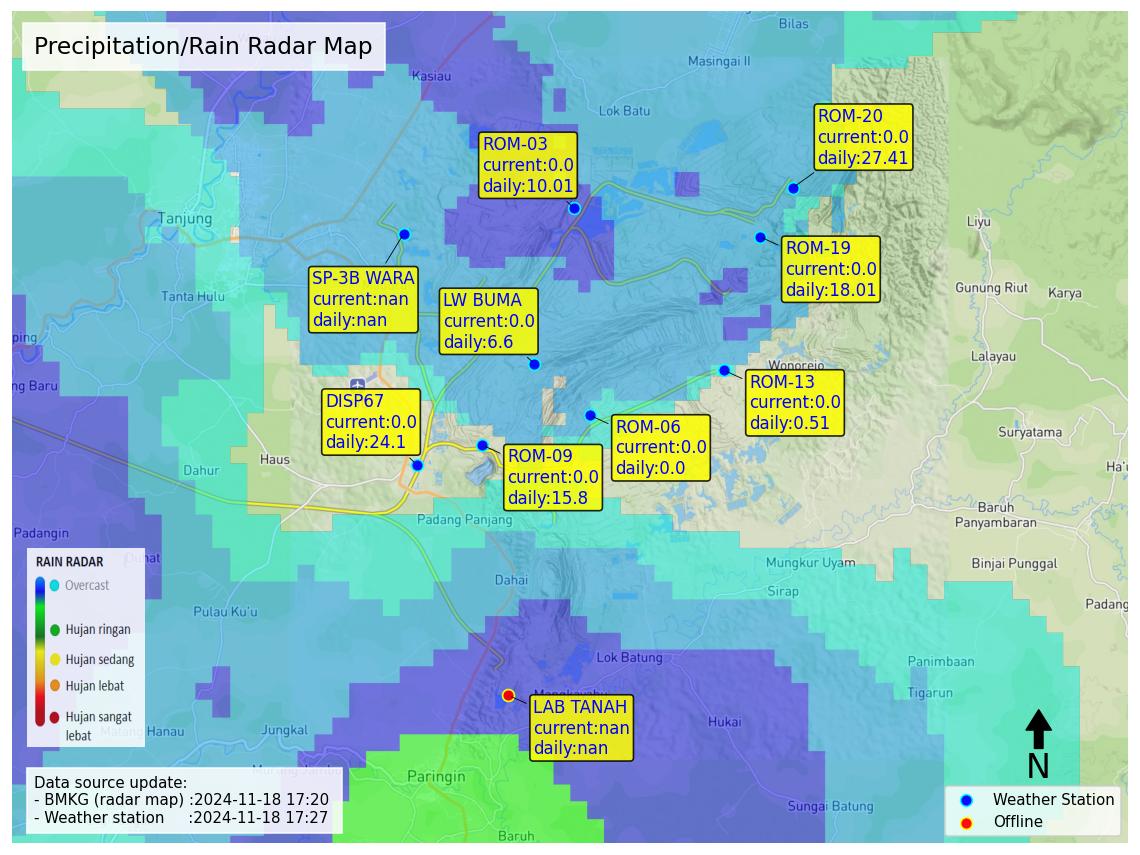 Precipitation/Rain Radar Map
Bilas
Masingai II
Kasiau
Lok Batu
ROM-20
current:0.0
daily:27.41
ROM-03
current:0.0
daily:10.01
Tanjung
Liyu
ROM-19
current:0.0
daily:18.01
SP-3B WARA
current:nan
daily:nan
Tanta Hulu
LW BUMA
current:0.0
daily:6.6
Gunung Riut
Karya
ping
Lalayau
Wonorejo
ng Baru
ROM-13
current:0.0
daily:0.51
DISP67
current:0.0
daily:24.1
ROM-06
current:0.0
daily:0.0
Suryatama
Haus
Dahur
ROM-09
current:0.0
daily:15.8
Ha'u
Baruh
Panyambaran
Padang Panjang
Padangin
Mungkur Uyam
Binjai Punggal
Dahai
Sirap
Padang
Pulau Ku'u
RAIN RADAR
Overcast
Hujan ringan
Hujan sedang
Hujan lebat
Hujan sangat
lebat
Lok Batung
Panimbaan
Tigarun
LAB TANAH
current:nan
daily:nan
Hukai
Jungkal
Hanau
Paringin
Sungai Batung
Baruh
N
Data source update:
- BMKG (radar map) :2024-11-18 17:20
- Weather station :2024-11-18 17:27
Weather Station
Offline